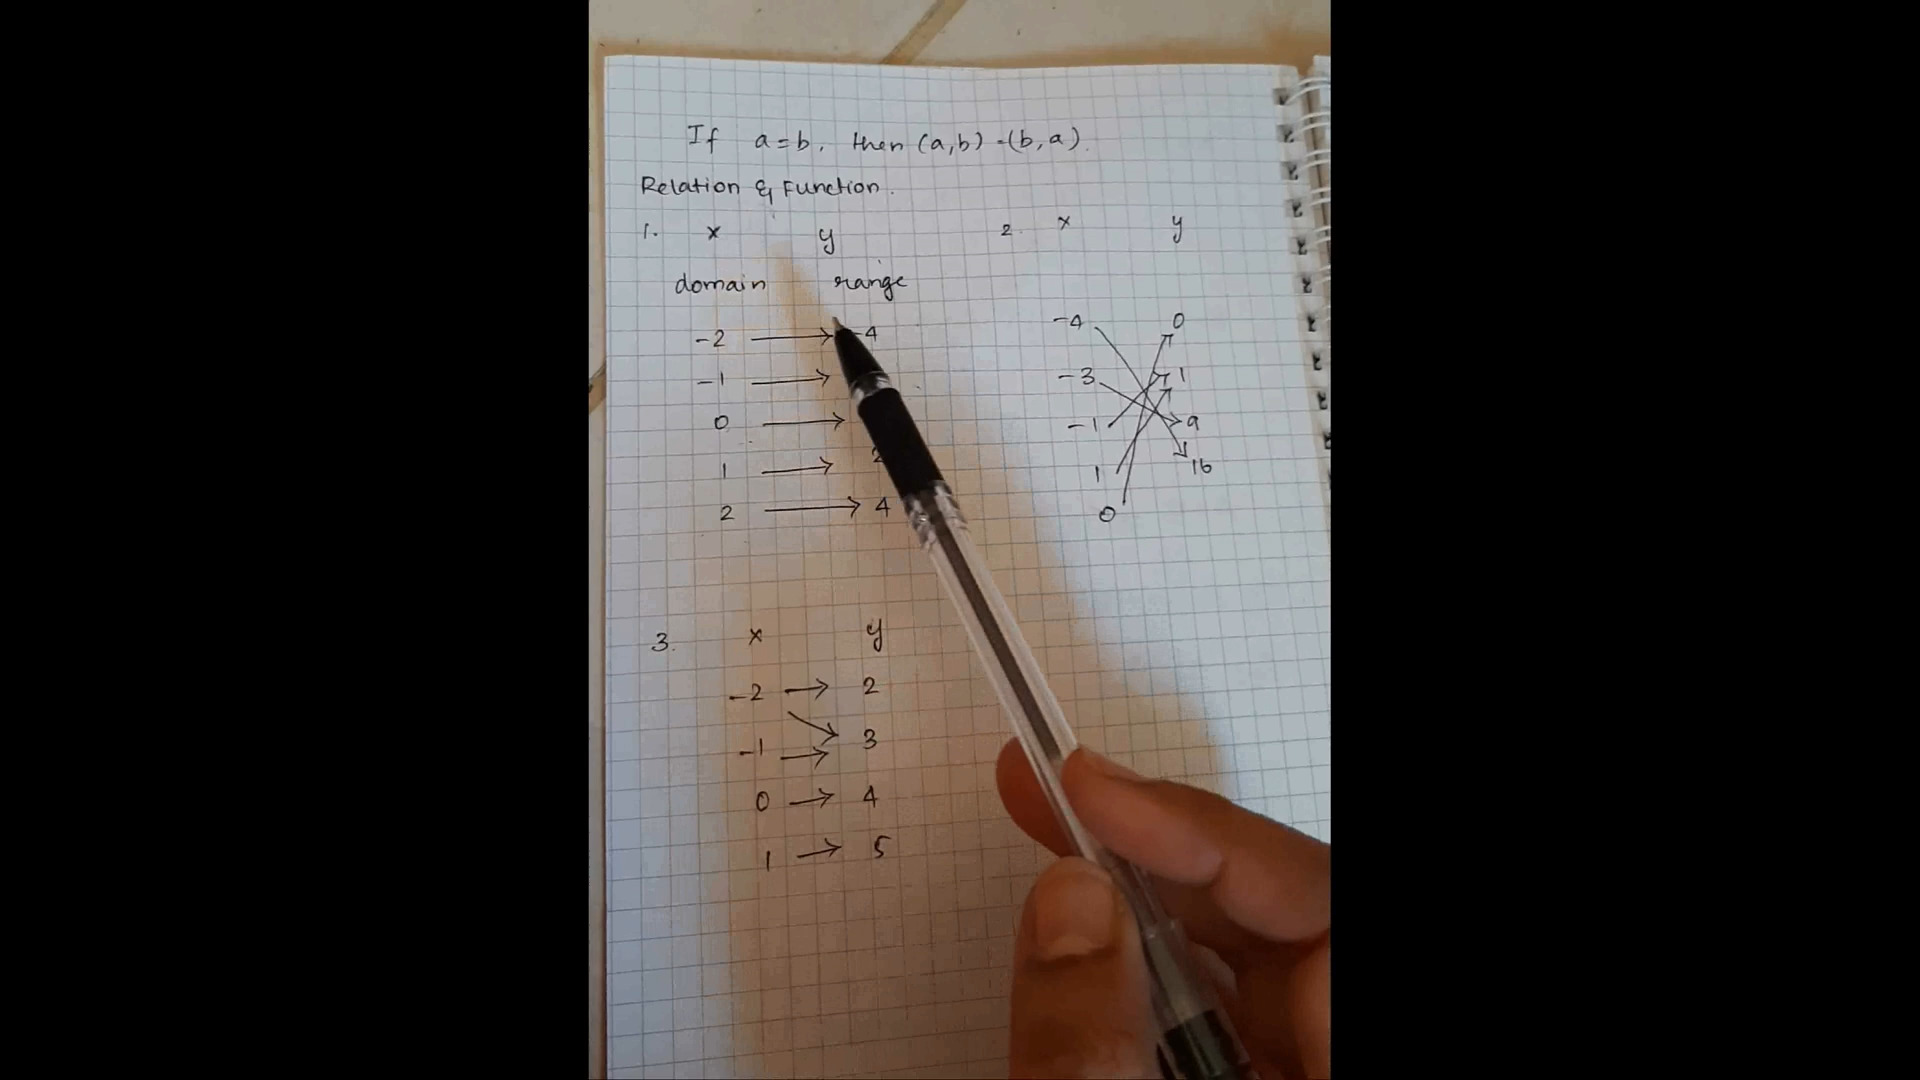 If a=b, then (a,b) = (b,a).
Relation & Function.
1. x y
domain range
-2 → -4
-1 →
0 →
1 → 2
2 → 4
2. x y
-4 0
-3 1
-1 9
1 16
0
3. x y
-2 → 2
-1 → 3
0 → 4
1 → 5